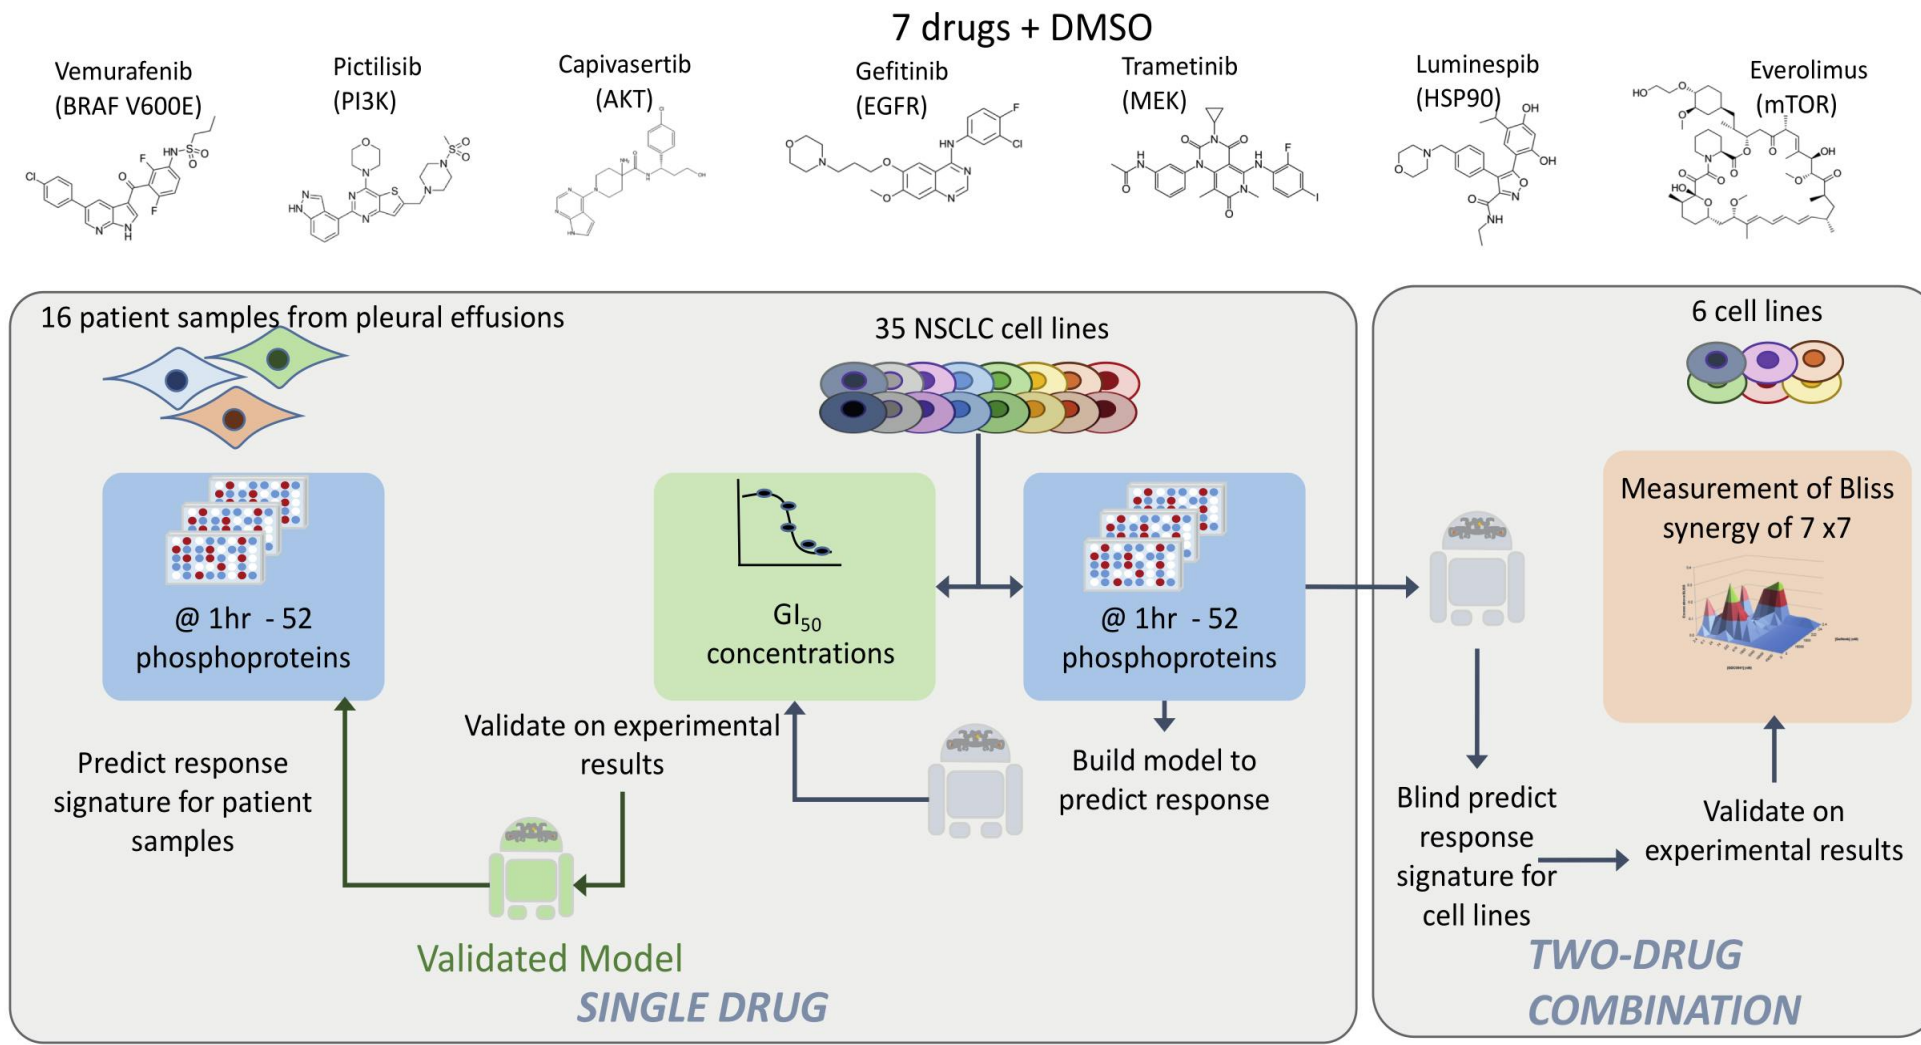 7 drugs + DMSO
Vemurafenib
(BRAF V600E)
Pictilisib
(PI3K)
Capivasertib
(AKT)
Gefitinib
(EGFR)
Trametinib
(MEK)
Luminespib
(HSP90)
Everolimus
(mTOR)
16 patient samples from pleural effusions
35 NSCLC cell lines
@ 1hr - 52
phosphoproteins
GI50
concentrations
@ 1hr - 52
phosphoproteins
Validate on experimental
results
Build model to
predict response
Predict response
signature for patient
samples
Validated Model
SINGLE DRUG
6 cell lines
Measurement of Bliss
synergy of 7 x7
Blind predict
response
signature for
cell lines
Validate on
experimental results
TWO-DRUG
COMBINATION